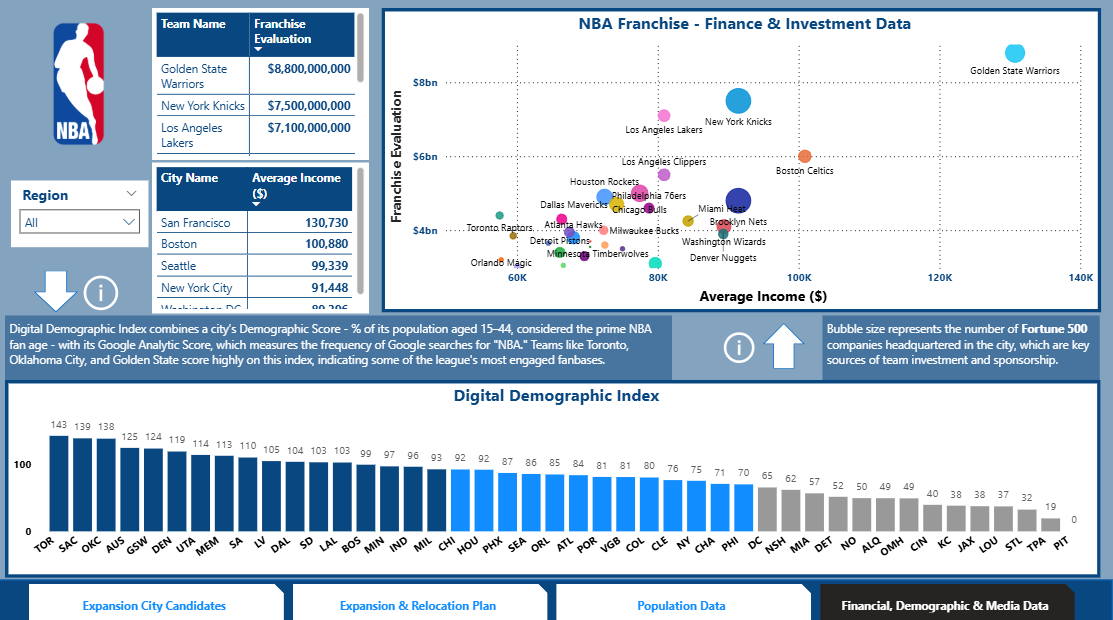 NBA
Team Name Franchise
Evaluation
Golden State
Warriors $8,800,000,000
New York Knicks $7,500,000,000
Los Angeles
Lakers $7,100,000,000
City Name Average Income
($)
San Francisco 130,730
Boston 100,880
Seattle 99,339
New York City 91,448
Region
All
NBA Franchise - Finance & Investment Data
Franchise Evaluation
$8bn
$6bn
$4bn
Golden State Warriors
New York Knicks
Los Angeles Lakers
Boston Celtics
Los Angeles Clippers
Houston Rockets
Philadelphia 76ers
Dallas Mavericks
Chicago Bulls
Miami Heat
Toronto Raptors
Atlanta Hawks
Milwaukee Bucks
Brooklyn Nets
Detroit Pistons
Washington Wizards
Minnesota Timberwolves
Denver Nuggets
Orlando Magic
60K 80K 100K 120K 140K
Average Income ($)
Digital Demographic Index combines a city's Demographic Score - % of its population aged 15–44, considered the prime NBA
fan age - with its Google Analytic Score, which measures the frequency of Google searches for "NBA." Teams like Toronto,
Oklahoma City, and Golden State score highly on this index, indicating some of the league's most engaged fanbases.
Bubble size represents the number of Fortune 500
companies headquartered in the city, which are key
sources of team investment and sponsorship.
Digital Demographic Index
143 139 138 125 124 119 114 113 110 105 104 103 103 99 97 96 93 92 92 87 86 85 84 81 81 80 76 75 71 70 65 62 57 52 50 49 49 40 38 38 37 32 19 0
100
0
TOR SAC OKC AUS GSW DEN UTA MEM SA LV DAL SD LAL BOS MIN IND MIL CHI HOU PHX SEA ORL ATL POR VGB COL CLE NY CHA PHI DC NSH MIA DET NO ALQ OMH CIN KC JAX LOU STL TPA PIT
Expansion City Candidates
Expansion & Relocation Plan
Population Data
Financial, Demographic & Media Data